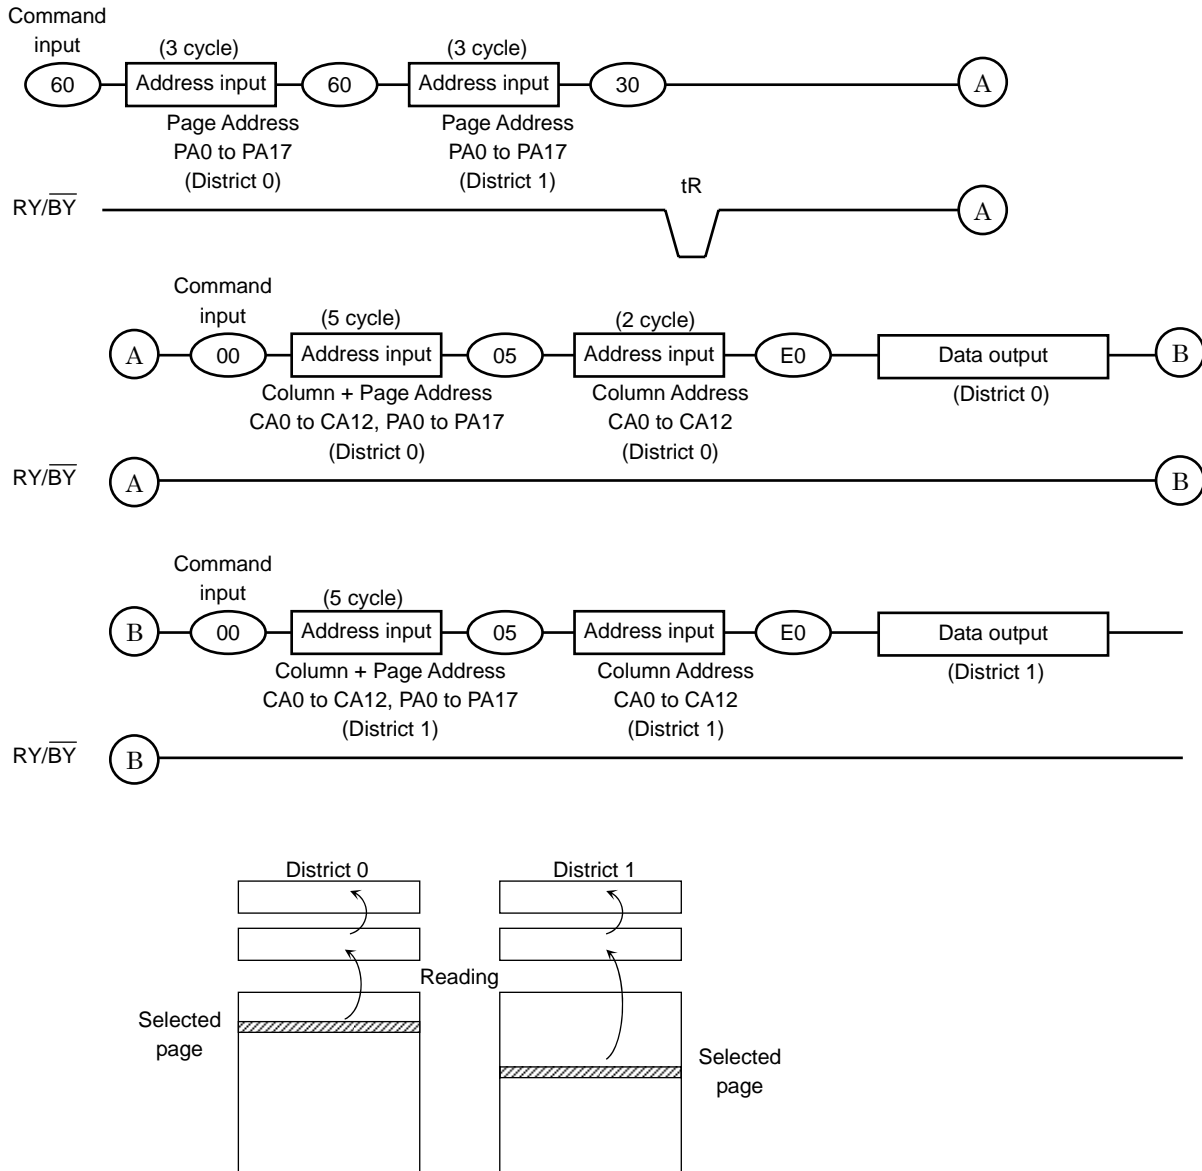 Command
input
(3 cycle) (3 cycle)
60 Address input 60 Address input 30 A
Page Address Page Address
PA0 to PA17 PA0 to PA17
(District 0) (District 1)
tR
RY/BY A
Command
input
(5 cycle) (2 cycle)
A 00 Address input 05 Address input E0 Data output B
Column + Page Address Column Address (District 0)
CA0 to CA12, PA0 to PA17 CA0 to CA12
(District 0) (District 0)
RY/BY A B
Command
input
(5 cycle)
B 00 Address input 05 Address input E0 Data output
Column + Page Address Column Address (District 1)
CA0 to CA12, PA0 to PA17 CA0 to CA12
(District 1) (District 1)
RY/BY B
District 0 District 1
Reading
Selected
page
Selected
page